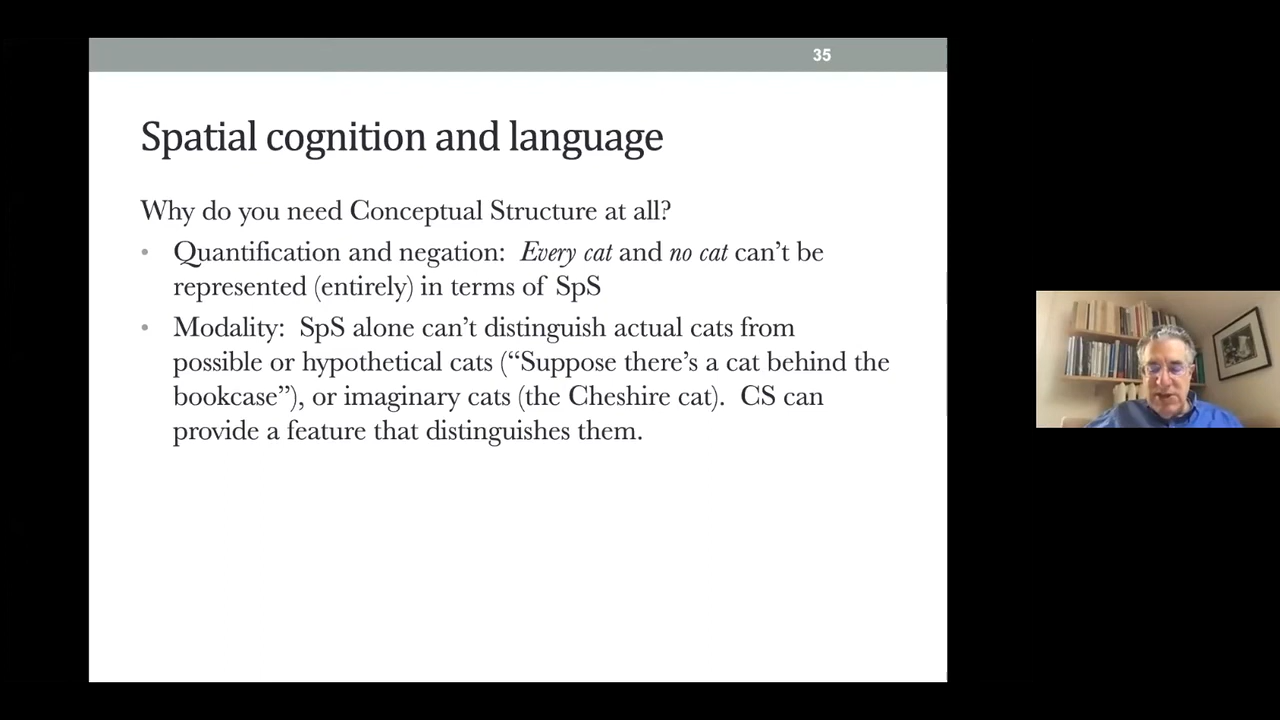 35
Spatial cognition and language
Why do you need Conceptual Structure at all?
• Quantification and negation: Every cat and no cat can’t be
represented (entirely) in terms of SpS
• Modality: SpS alone can’t distinguish actual cats from
possible or hypothetical cats (“Suppose there’s a cat behind the
bookcase”), or imaginary cats (the Cheshire cat). CS can
provide a feature that distinguishes them.